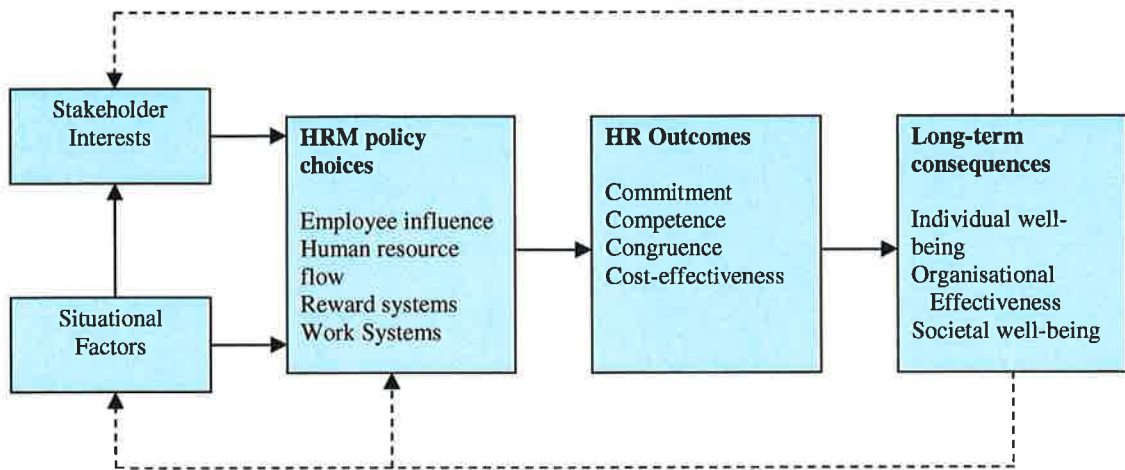 Stakeholder
Interests
Situational
Factors
HRM policy
choices
Employee influence
Human resource
flow
Reward systems
Work Systems
HR Outcomes
Commitment
Competence
Congruence
Cost-effectiveness
Long-term
consequences
Individual well-
being
Organisational
Effectiveness
Societal well-being